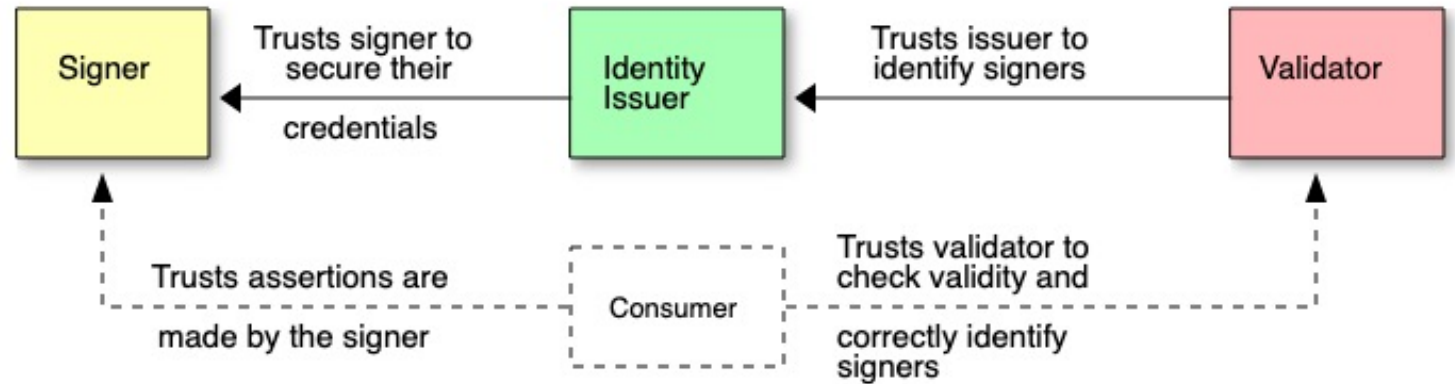 Signer
Trusts signer to
secure their
credentials
Identity
Issuer
Trusts issuer to
identify signers
Validator
Trusts assertions are
made by the signer
Consumer
Trusts validator to
check validity and
correctly identify
signers